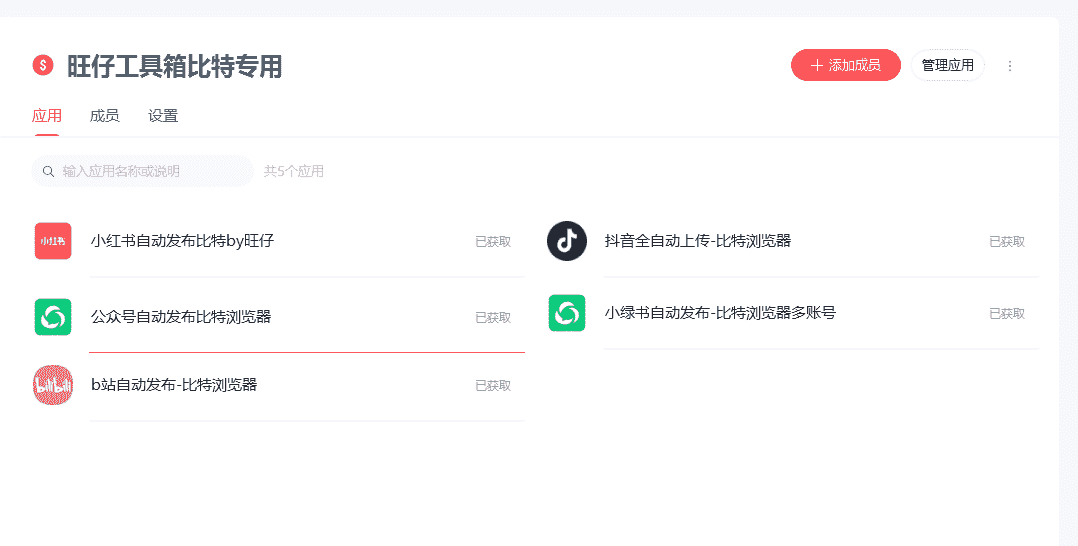 旺仔工具箱比特专用
添加成员
管理应用
应用
成员
设置
输入应用名称或说明
共5个应用
小红书
小红书自动发布比特by旺仔
已获取
抖音全自动上传-比特浏览器
已获取
公众号自动发布比特浏览器
已获取
小绿书自动发布-比特浏览器多账号
已获取
bilibili
b站自动发布-比特浏览器
已获取